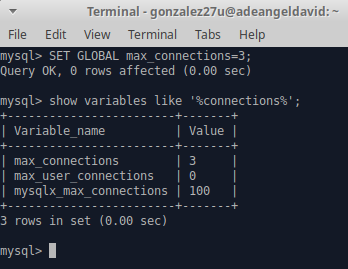 Terminal - gonzalez27u@adeangeldavid: ~
File Edit View Terminal Tabs Help
mysql> SET GLOBAL max_connections=3;
Query OK, 0 rows affected (0.00 sec)
mysql> show variables like '%connections%';
+------------------------+-------+
| Variable_name          | Value |
+------------------------+-------+
| max_connections        | 3     |
| max_user_connections   | 0     |
| mysqlx_max_connections | 100   |
+------------------------+-------+
3 rows in set (0.00 sec)
mysql>